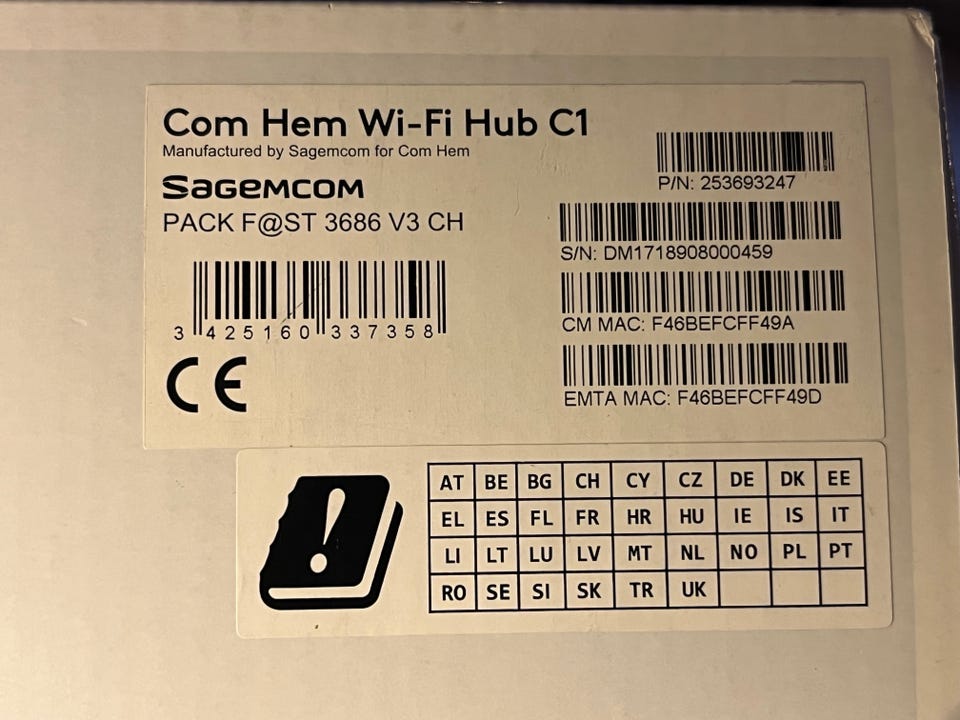 Com Hem Wi-Fi Hub C1
Manufactured by Sagemcom for Com Hem
SAGEMCOM
PACK F@ST 3686 V3 CH
3 425160 337358
CE
P/N: 253693247
S/N: DM1718908000459
CM MAC: F46BEFCFF49A
EMTA MAC: F46BEFCFF49D
!
AT BE BG CH CY CZ DE DK EE
EL ES FL FR HR HU IE IS IT
LI LT LU LV MT NL NO PL PT
RO SE SI SK TR UK